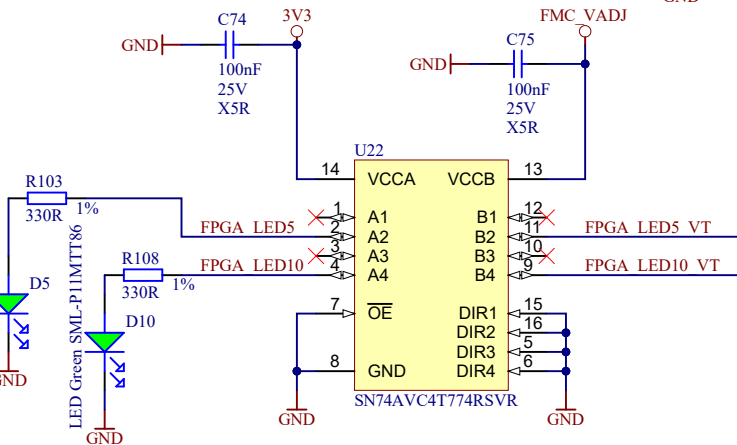 GND
C74
3V3
GND
100nF
25V
X5R
FMC_VADJ
C75
GND
100nF
25V
X5R
U22
14
VCCA
VCCB
13
R103
330R
1%
1
A1
B1
12
FPGA_LED5
2
A2
B2
11
FPGA_LED5_VT
3
A3
B3
10
R108
330R
1%
FPGA_LED10
4
A4
B4
9
FPGA_LED10_VT
D5
LED Green SML-P11MTT86
D10
7
OE
DIR1
15
DIR2
16
DIR3
5
8
GND
DIR4
6
SN74AVC4T774RSVR
GND
GND
GND
GND